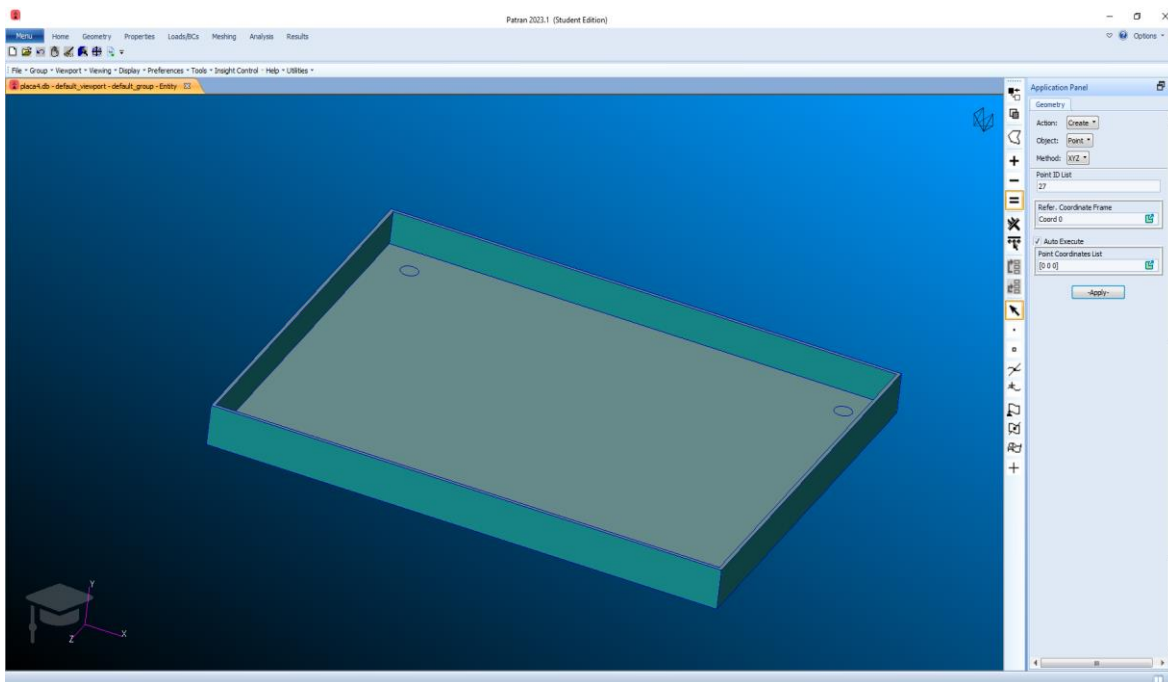 Patran 2023.1 (Student Edition)
Menu Home Geometry Properties Loads/BCs Meshing Analysis Results
Options
File Group Viewport Viewing Display Preferences Tools Insight Control Help Utilities
placa4.db - default_viewport - default_group - Entity
Application Panel
Geometry
Action: Create
Object: Point
Method: XYZ
Point ID List
27
Refer. Coordinate Frame
Coord 0
Auto Execute
Point Coordinates List
[0 0 0]
-Apply-
Y
X
Z